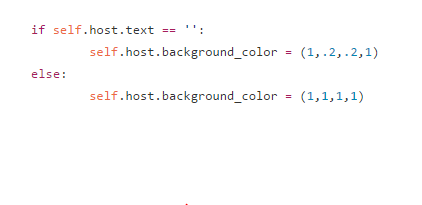 if self.host.text == '':
        self.host.background_color = (1,.2,.2,1)
else:
        self.host.background_color = (1,1,1,1)